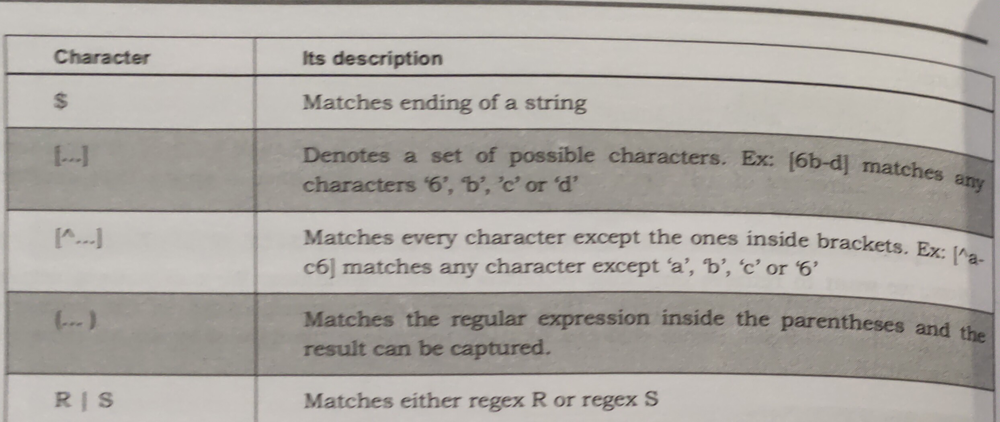 Character Its description
$ Matches ending of a string
[...] Denotes a set of possible characters. Ex: [6b-d] matches any
characters ‘6’, ‘b’, ’c’ or ‘d’
[^...] Matches every character except the ones inside brackets. Ex: [^a-
c6] matches any character except ‘a’, ‘b’, ‘c’ or ‘6’
(... ) Matches the regular expression inside the parentheses and the
result can be captured.
R | S Matches either regex R or regex S